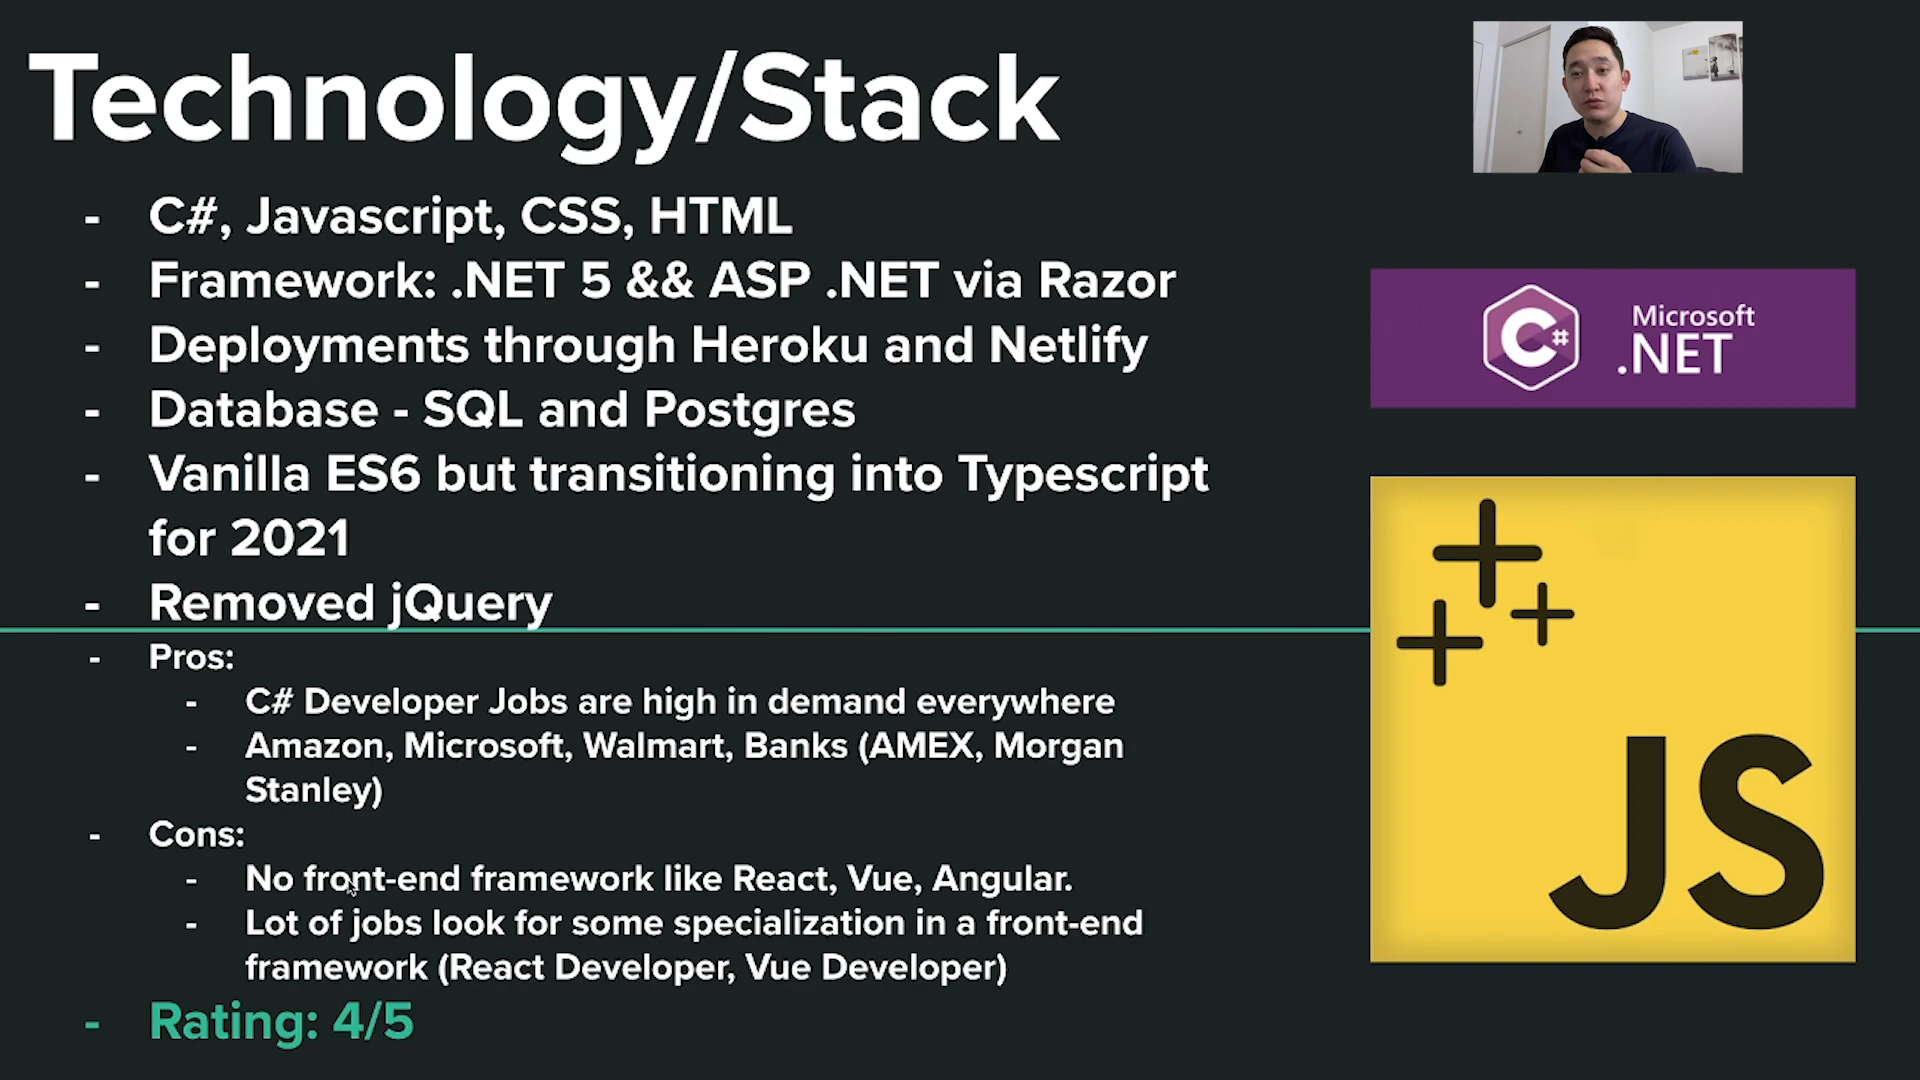 Technology/Stack
- C#, Javascript, CSS, HTML
- Framework: .NET 5 && ASP .NET via Razor
- Deployments through Heroku and Netlify
- Database - SQL and Postgres
- Vanilla ES6 but transitioning into Typescript
for 2021
- Removed jQuery
- Pros:
- C# Developer Jobs are high in demand everywhere
- Amazon, Microsoft, Walmart, Banks (AMEX, Morgan
Stanley)
- Cons:
- No front-end framework like React, Vue, Angular.
- Lot of jobs look for some specialization in a front-end
framework (React Developer, Vue Developer)
- Rating: 4/5
C#
Microsoft
.NET
JS